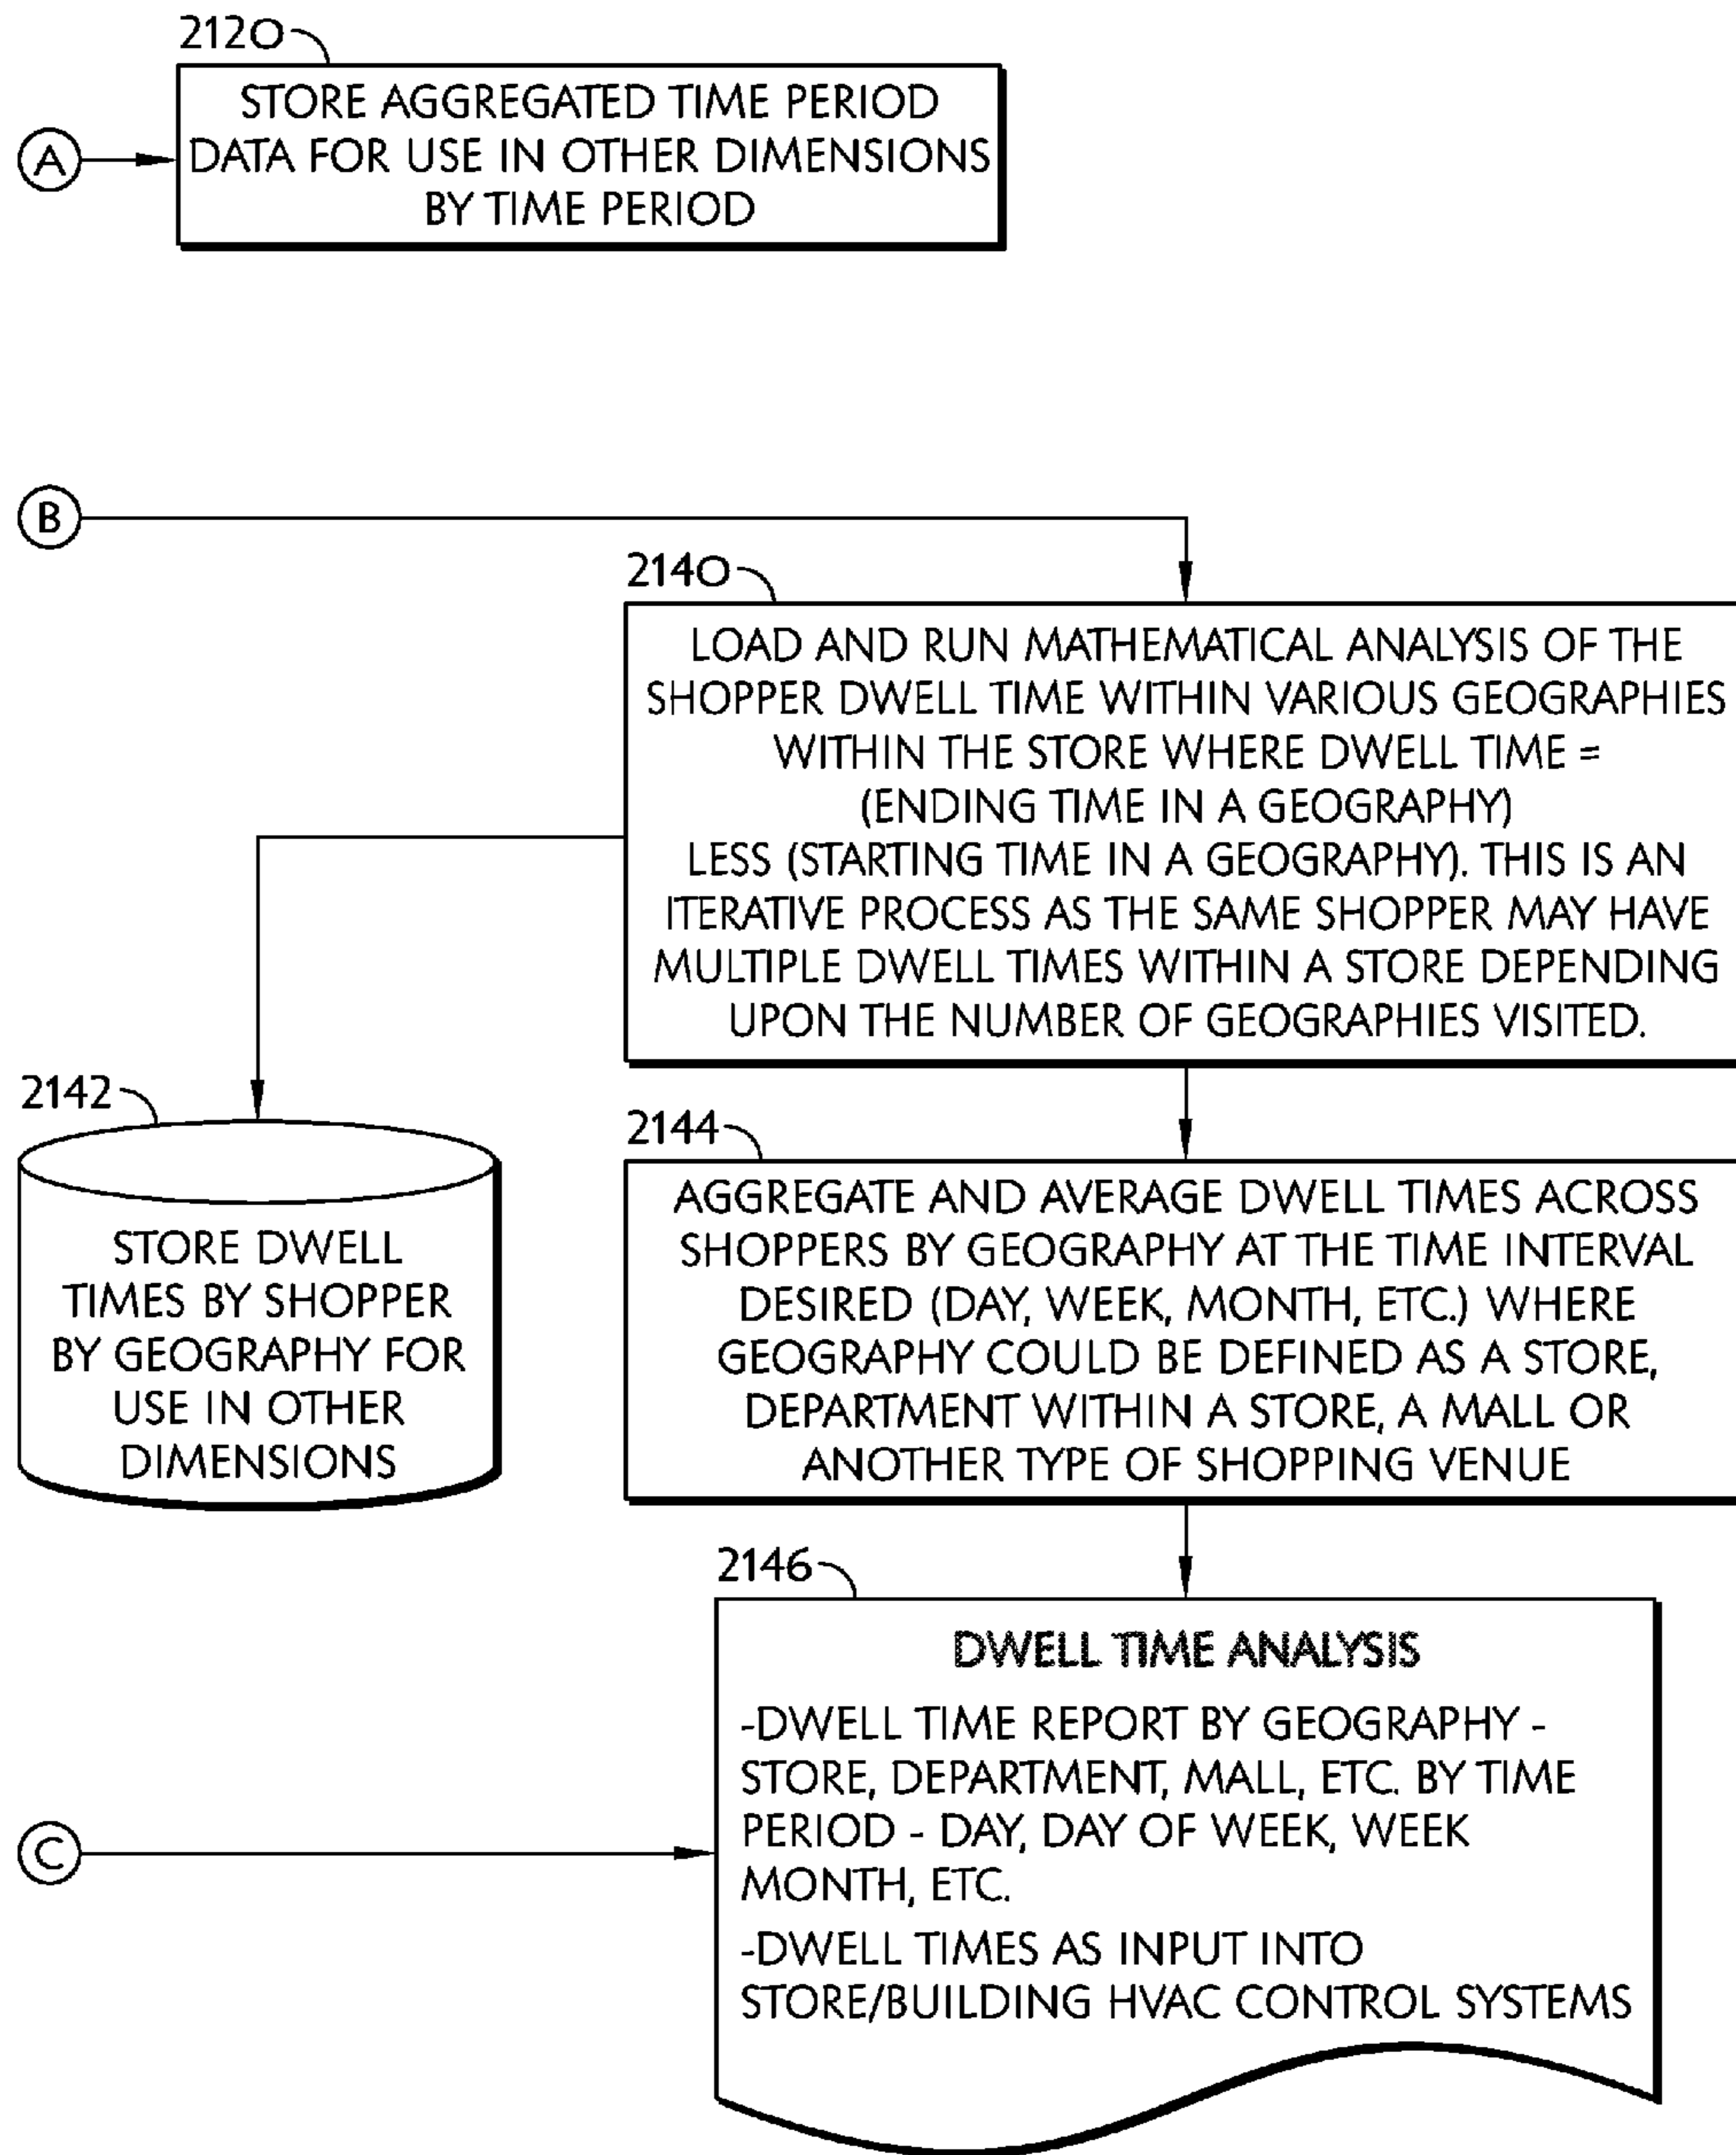 2120
STORE AGGREGATED TIME PERIOD
DATA FOR USE IN OTHER DIMENSIONS
BY TIME PERIOD
A
B
2140
LOAD AND RUN MATHEMATICAL ANALYSIS OF THE
SHOPPER DWELL TIME WITHIN VARIOUS GEOGRAPHIES
WITHIN THE STORE WHERE DWELL TIME =
(ENDING TIME IN A GEOGRAPHY)
LESS (STARTING TIME IN A GEOGRAPHY). THIS IS AN
ITERATIVE PROCESS AS THE SAME SHOPPER MAY HAVE
MULTIPLE DWELL TIMES WITHIN A STORE DEPENDING
UPON THE NUMBER OF GEOGRAPHIES VISITED.
2142
STORE DWELL
TIMES BY SHOPPER
BY GEOGRAPHY FOR
USE IN OTHER
DIMENSIONS
2144
AGGREGATE AND AVERAGE DWELL TIMES ACROSS
SHOPPERS BY GEOGRAPHY AT THE TIME INTERVAL
DESIRED (DAY, WEEK, MONTH, ETC.) WHERE
GEOGRAPHY COULD BE DEFINED AS A STORE,
DEPARTMENT WITHIN A STORE, A MALL OR
ANOTHER TYPE OF SHOPPING VENUE
2146
DWELL TIME ANALYSIS
-DWELL TIME REPORT BY GEOGRAPHY -
STORE, DEPARTMENT, MALL, ETC. BY TIME
PERIOD - DAY, DAY OF WEEK, WEEK
MONTH, ETC.
-DWELL TIMES AS INPUT INTO
STORE/BUILDING HVAC CONTROL SYSTEMS
C